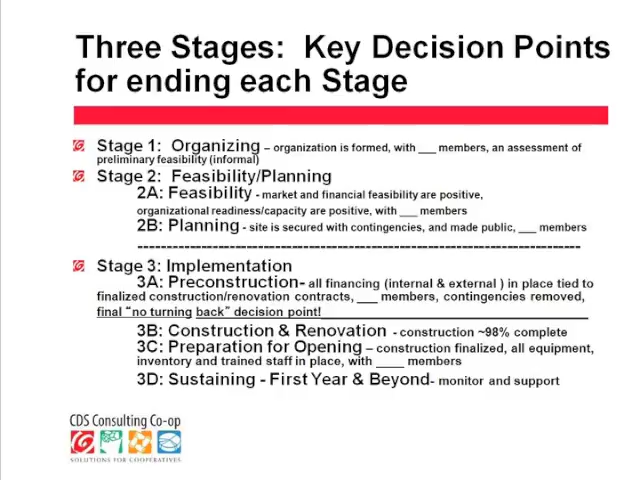 Three Stages:  Key Decision Points
for ending each Stage
Stage 1:  Organizing – organization is formed, with ___ members, an assessment of
preliminary feasibility (informal)
Stage 2:  Feasibility/Planning
2A: Feasibility - market and financial feasibility are positive,
organizational readiness/capacity are positive, with ___ members
2B: Planning - site is secured with contingencies, and made public, ___ members
--------------------------------------------------------------------------------
Stage 3: Implementation
3A: Preconstruction- all financing (internal & external ) in place tied to
finalized construction/renovation contracts, ___ members, contingencies removed,
final “no turning back” decision point!
3B: Construction & Renovation - construction ~98% complete
3C: Preparation for Opening – construction finalized, all equipment,
inventory and trained staff in place, with ____ members
3D: Sustaining - First Year & Beyond- monitor and support
CDS Consulting Co-op
SOLUTIONS FOR COOPERATIVES